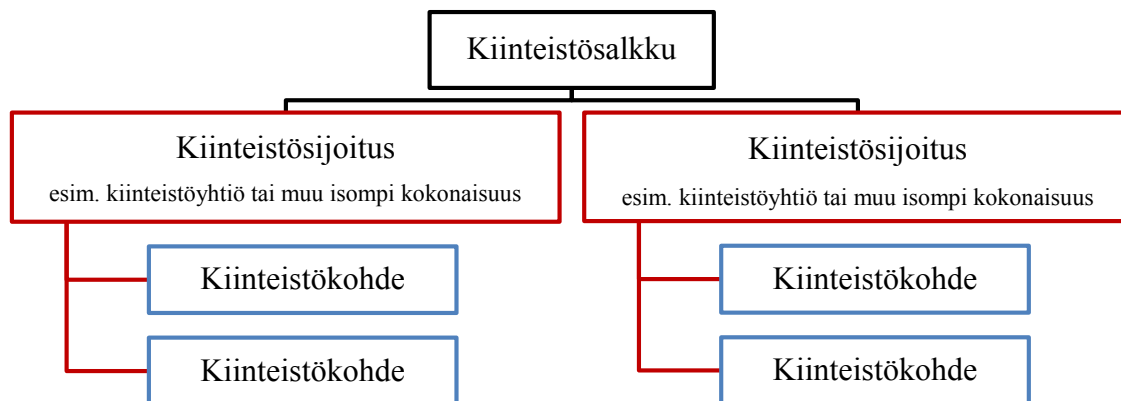 Kiinteistösalkku
Kiinteistösijoitus
esim. kiinteistöyhtiö tai muu isompi kokonaisuus
Kiinteistökohde
Kiinteistökohde
Kiinteistösijoitus
esim. kiinteistöyhtiö tai muu isompi kokonaisuus
Kiinteistökohde
Kiinteistökohde